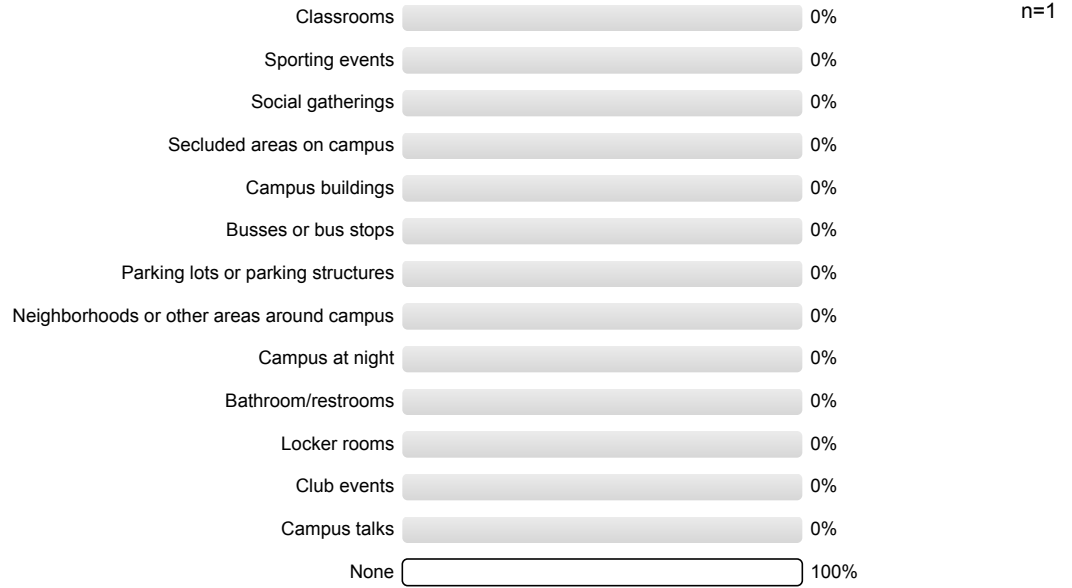 n=1
Classrooms 0%
Sporting events 0%
Social gatherings 0%
Secluded areas on campus 0%
Campus buildings 0%
Busses or bus stops 0%
Parking lots or parking structures 0%
Neighborhoods or other areas around campus 0%
Campus at night 0%
Bathroom/restrooms 0%
Locker rooms 0%
Club events 0%
Campus talks 0%
None 100%